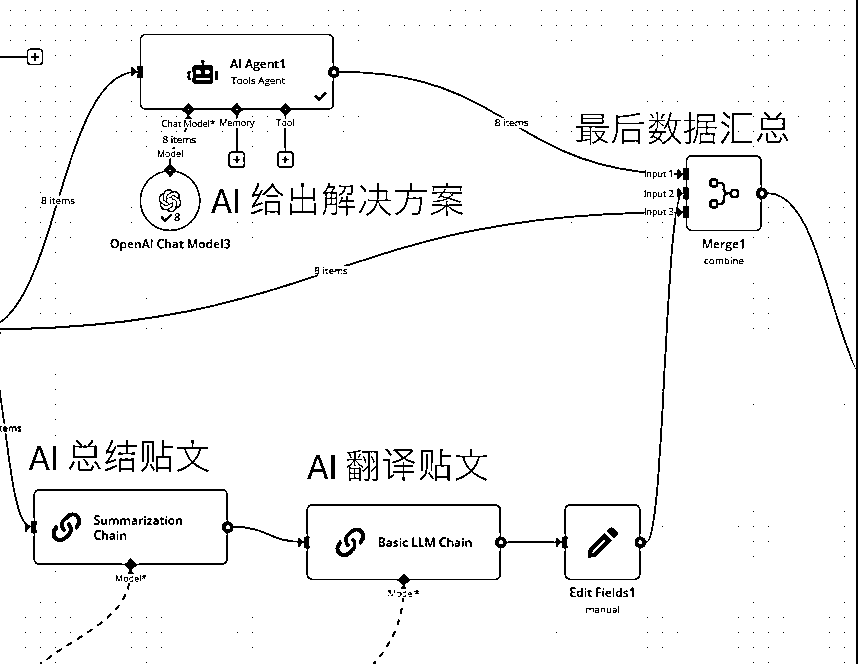 AI Agent1
Tools Agent
Chat Model*
Memory
Tool
8 items
Model
8
OpenAI Chat Model3
AI 给出解决方案
8 items
8 items
8 items
最后数据汇总
Input 1
Input 2
Input 3
Merge1
combine
AI 总结贴文
Summarization
Chain
Model*
AI 翻译贴文
Basic LLM Chain
Edit Fields1
manual